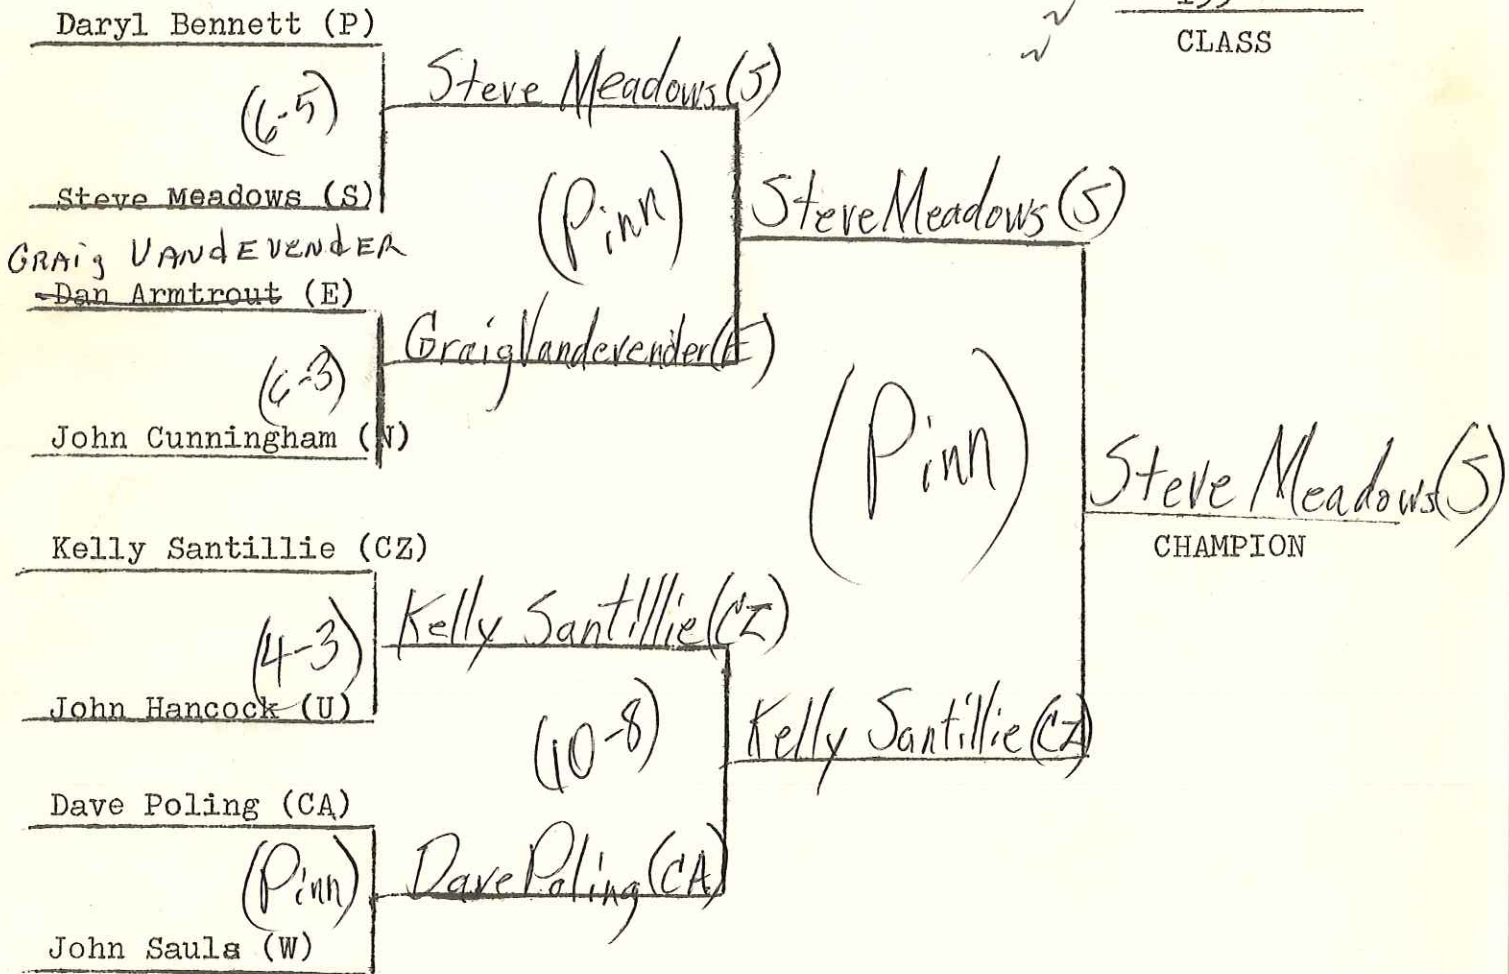 Daryl Bennett (P)
CLASS
Steve Meadows (S)
(6-5)
Steve Meadows (S)
(Pinn)
Steve Meadows (S)
GRAig VANdEVENdER
Dan Armtrout (E)
Graig Vandevender (E)
(6-3)
(Pinn)
John Cunningham (N)
Steve Meadows (S)
CHAMPION
Kelly Santillie (CZ)
Kelly Santillie (CZ)
(4-3)
John Hancock (U)
(10-8)
Kelly Santillie (CZ)
Dave Poling (CA)
(Pinn)
Dave Poling (CA)
John Sauls (W)